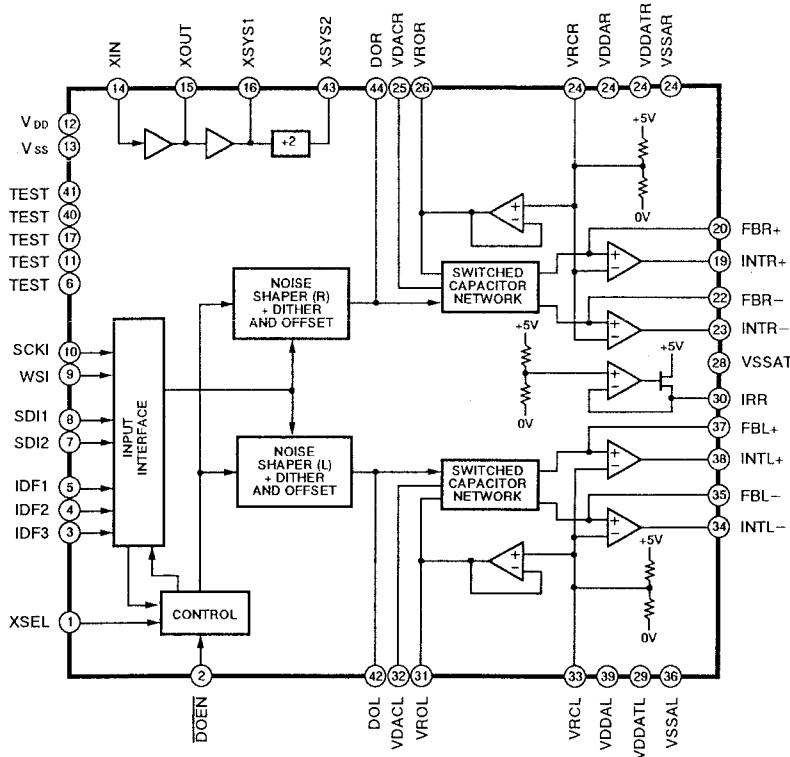 XIN
XOUT
XSYS1
XSYS2
DOR
VDACR
VROR
VRCR
VDDAR
VDDATR
VSSAR
14
15
16
43
44
25
26
24
24
24
24
VDD
12
VSS
13
+2
+5V
0V
TEST
41
TEST
40
TEST
17
TEST
11
TEST
6
+
−
20
FBR+
+
−
19
INTR+
SWITCHED
CAPACITOR
NETWORK
22
FBR−
NOISE
SHAPER (R)
+ DITHER
AND OFFSET
+
−
23
INTR−
+5V
0V
+5V
+
−
28
VSSAT
30
IRR
SCKI
10
WSI
9
SDI1
8
SDI2
7
IDF1
5
IDF2
4
IDF3
3
INPUT
INTERFACE
NOISE
SHAPER (L)
+ DITHER
AND OFFSET
SWITCHED
CAPACITOR
NETWORK
37
FBL+
+
−
38
INTL+
35
FBL−
+
−
34
INTL−
+
−
+5V
0V
XSEL
1
CONTROL
2
42
32
31
33
39
29
36
DOEN
DOL
VDACL
VROL
VRCL
VDDAL
VDDATL
VSSAL